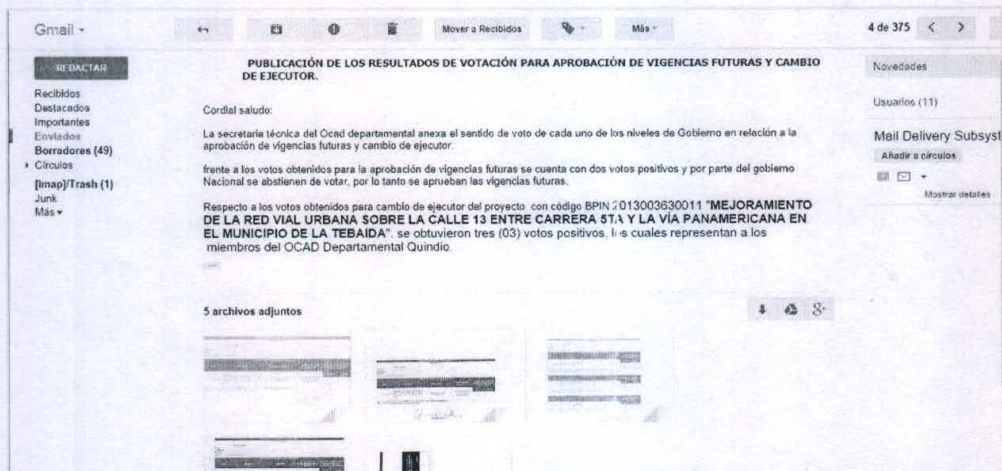 Gmail
Mover a Recibidos
Más
4 de 375
REDACTAR
Recibidos
Destacados
Importantes
Enviados
Borradores (49)
Círculos
[Imap]/Trash (1)
Junk
Más
PUBLICACIÓN DE LOS RESULTADOS DE VOTACIÓN PARA APROBACIÓN DE VIGENCIAS FUTURAS Y CAMBIO
DE EJECUTOR.
Cordial saludo:
La secretaria técnica del Ocad departamental anexa el sentido de voto de cada uno de los niveles de Gobierno en relación a la
aprobación de vigencias futuras y cambio de ejecutor.
frente a los votos obtenidos para la aprobación de vigencias futuras se cuenta con dos votos positivos y por parte del gobierno
Nacional se abstienen de votar, por lo tanto se aprueban las vigencias futuras.
Respecto a los votos obtenidos para cambio de ejecutor del proyecto con código BPIN 2013003630011 "MEJORAMIENTO
DE LA RED VIAL URBANA SOBRE LA CALLE 13 ENTRE CARRERA 5TA Y LA VÍA PANAMERICANA EN
EL MUNICIPIO DE LA TEBAIDA". se obtuvieron tres (03) votos positivos, los cuales representan a los
miembros del OCAD Departamental Quindio.
5 archivos adjuntos
Novedades
Usuarios (11)
Mail Delivery Subsyst
Añadir a círculos
Mostrar detalles